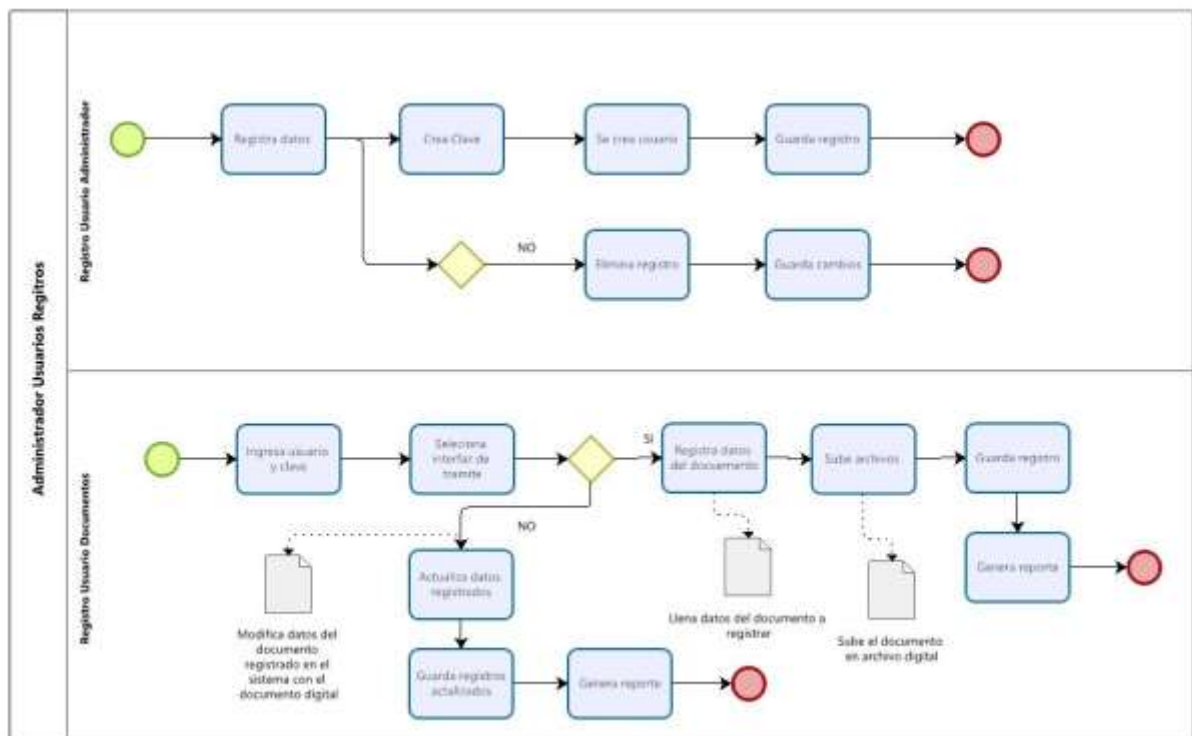 Administrador Usuarios Regitros
Registro Usuario Administrador
Registra datos
Crea Clave
Se crea usuario
Guarda registro
NO
Elimina registro
Guarda cambios
Registro Usuario Documentos
Ingresa usuario
y clave
Seleciona
interfaz de
tramite
SI
Registra datos
del documento
Sube archivos
Guarda registro
NO
Actualiza datos
registrados
Genera reporte
Modifica datos del
documento
registrado en el
sistema con el
documento digital
Llena datos del documento a
registrar
Sube el documento
en archivo digital
Guarda registros
actalizados
Genera reporte